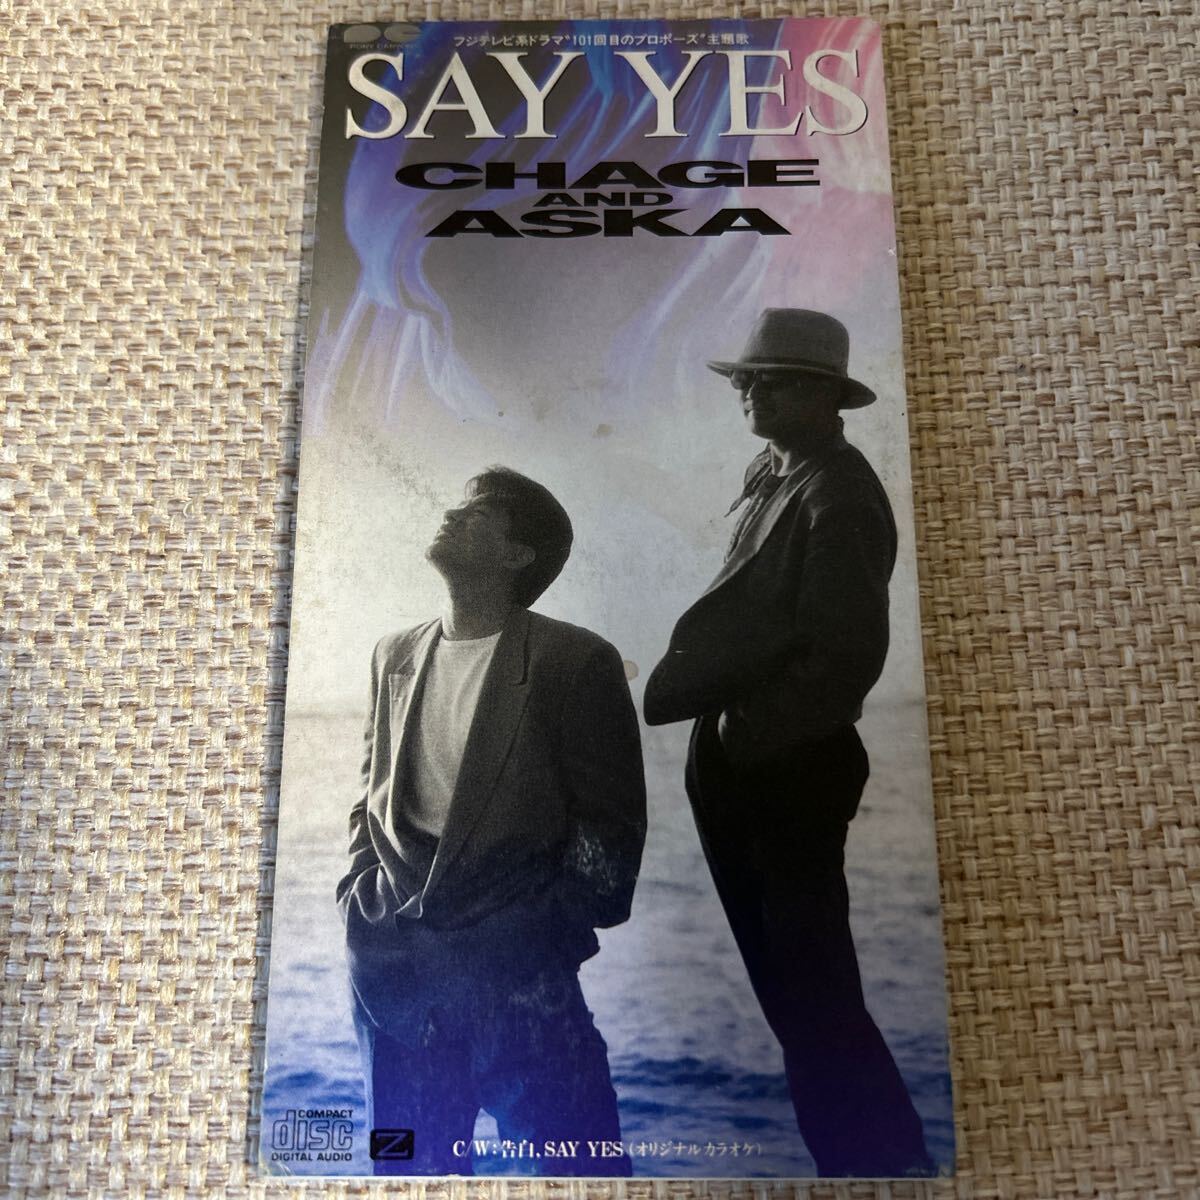 PONY CANYON
フジテレビ系ドラマ"101回目のプロポーズ"主題歌
SAY YES
CHAGE
AND
ASKA
COMPACT
disc
DIGITAL AUDIO
Z
C/W:告白, SAY YES(オリジナルカラオケ)